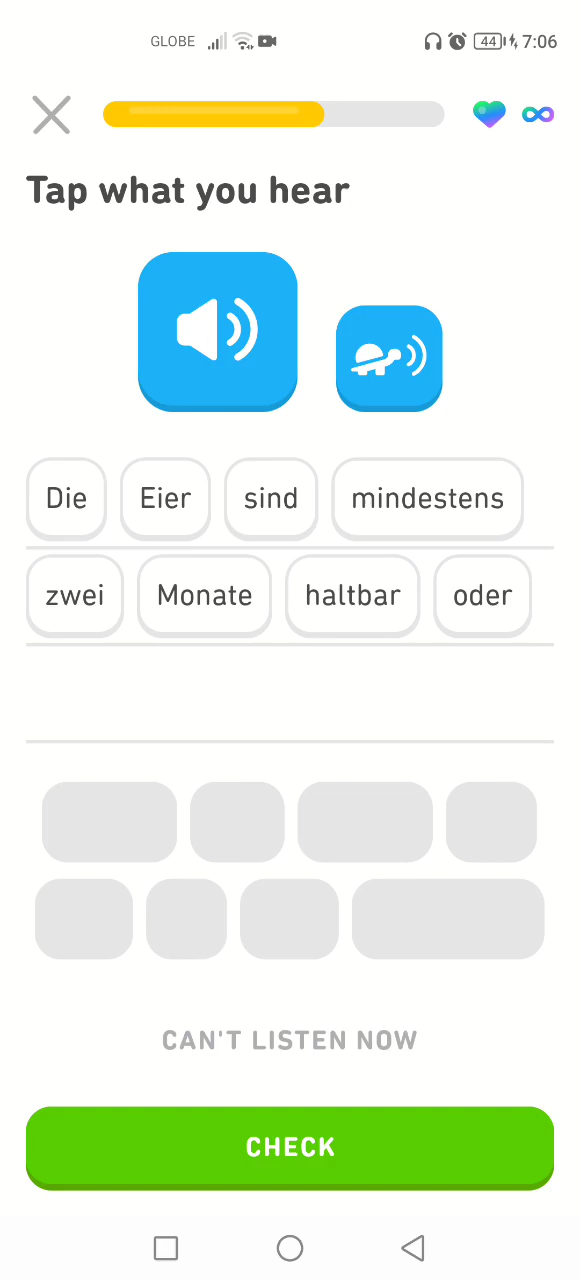 GLOBE 44 7:06
Tap what you hear
Die Eier sind mindestens
zwei Monate haltbar oder
CAN'T LISTEN NOW
CHECK